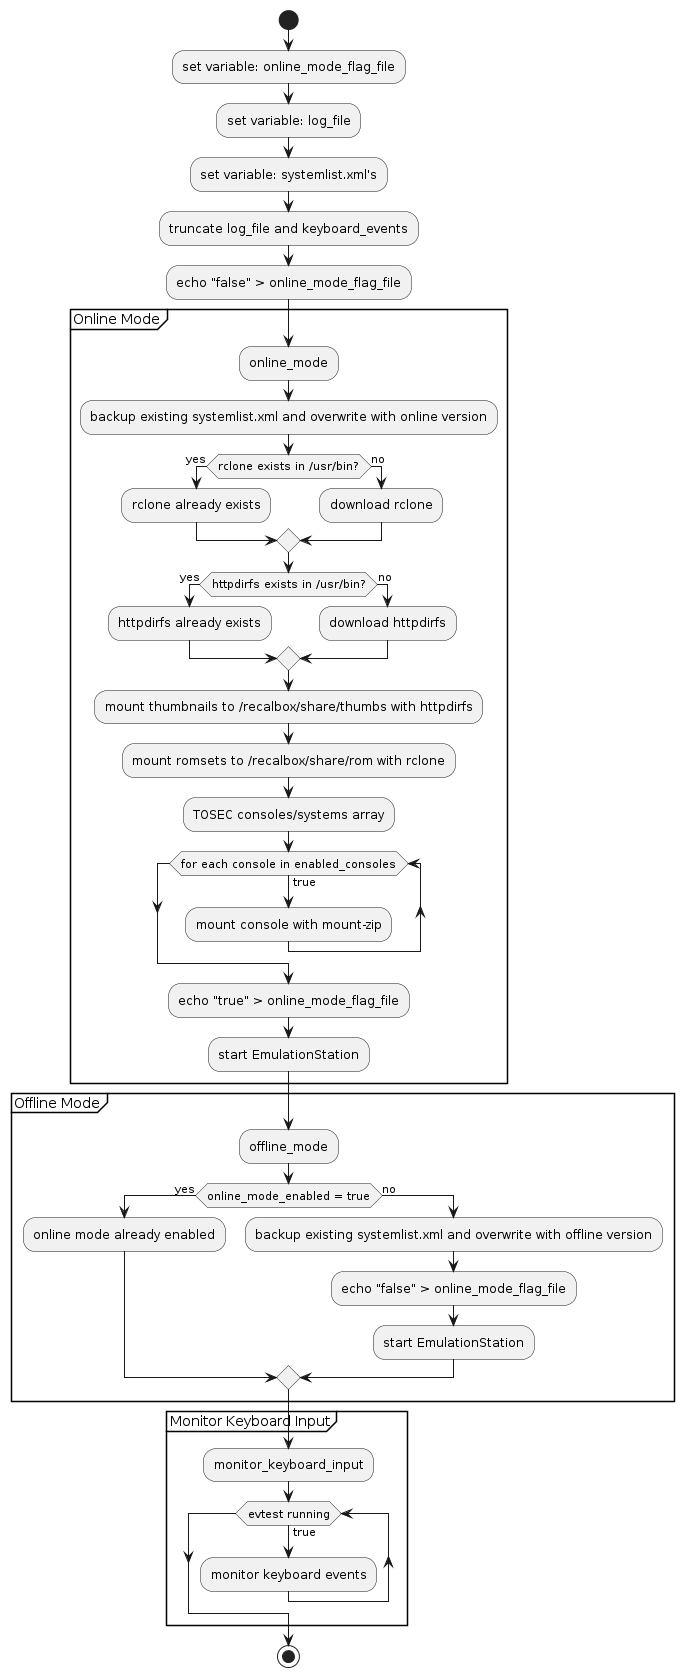 set variable: online_mode_flag_file
set variable: log_file
set variable: systemlist.xml's
truncate log_file and keyboard_events
echo "false" > online_mode_flag_file
Online Mode
online_mode
backup existing systemlist.xml and overwrite with online version
yes
rclone exists in /usr/bin?
no
rclone already exists
download rclone
yes
httpdirfs exists in /usr/bin?
no
httpdirfs already exists
download httpdirfs
mount thumbnails to /recalbox/share/thumbs with httpdirfs
mount romsets to /recalbox/share/rom with rclone
TOSEC consoles/systems array
for each console in enabled_consoles
true
mount console with mount-zip
echo "true" > online_mode_flag_file
start EmulationStation
Offline Mode
offline_mode
yes
online_mode_enabled = true
no
online mode already enabled
backup existing systemlist.xml and overwrite with offline version
echo "false" > online_mode_flag_file
start EmulationStation
Monitor Keyboard Input
monitor_keyboard_input
evtest running
true
monitor keyboard events